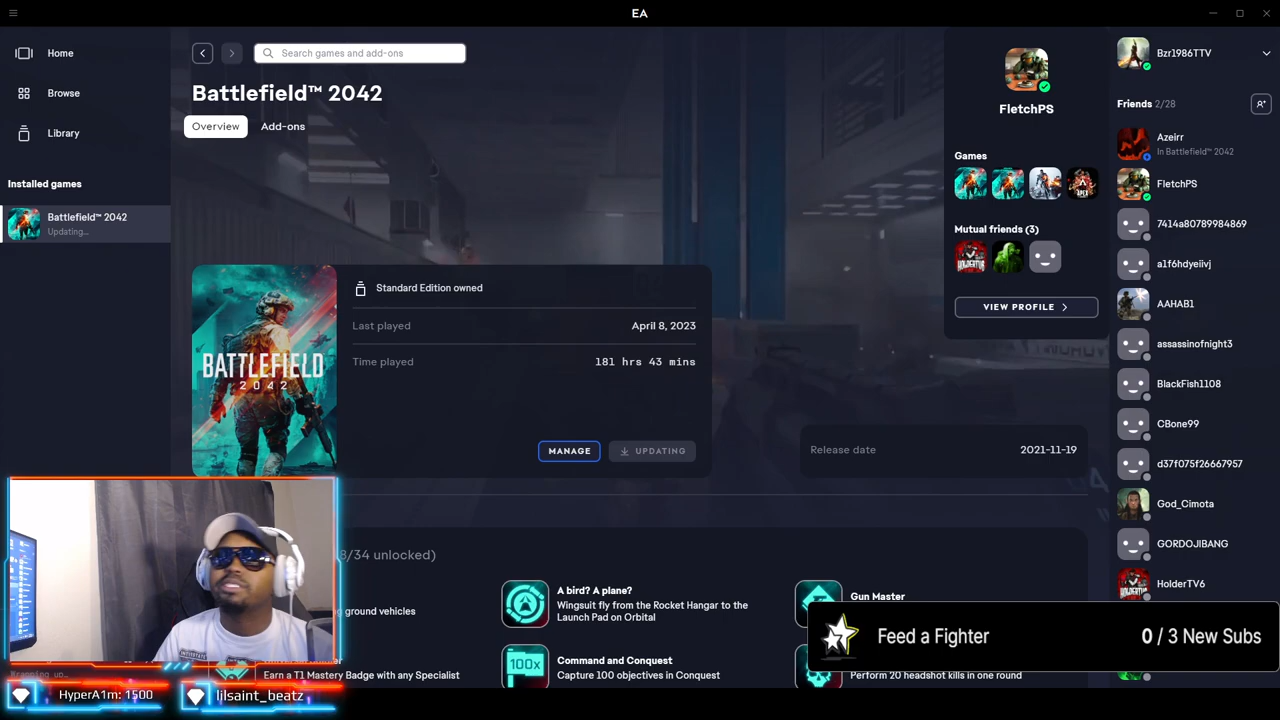 EA
Home
Browse
Library
Installed games
Battlefield™ 2042
Updating...
Search games and add-ons
Battlefield™ 2042
Overview
Add-ons
BATTLEFIELD
2042
Standard Edition owned
Last played April 8, 2023
Time played 181 hrs 43 mins
MANAGE
UPDATING
Release date 2021-11-19
8/34 unlocked)
ng ground vehicles
A bird? A plane?
Wingsuit fly from the Rocket Hangar to the
Launch Pad on Orbital
Gun Master
Earn a T1 Mastery Badge with any Specialist
100x
Command and Conquest
Capture 100 objectives in Conquest
Perform 20 headshot kills in one round
FletchPS
Games
Mutual friends (3)
VIEW PROFILE
Bzr1986TTV
Friends 2/28
Azeirr
In Battlefield™ 2042
FletchPS
7414a80789984869
a1f6hdyeiivj
AAHAB1
assassinofnight3
BlackFish1108
CBone99
d37f075f26667957
God_Cimota
GORDOJIBANG
HolderTV6
Feed a Fighter
0 / 3 New Subs
HyperA1m: 1500
lilsaint_beatz